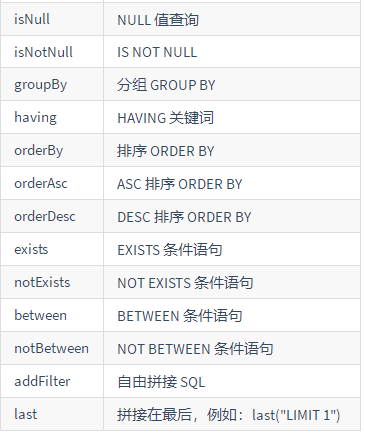 isNull NULL 值查询
isNotNull IS NOT NULL
groupBy 分组 GROUP BY
having HAVING 关键词
orderBy 排序 ORDER BY
orderAsc ASC 排序 ORDER BY
orderDesc DESC 排序 ORDER BY
exists EXISTS 条件语句
notExists NOT EXISTS 条件语句
between BETWEEN 条件语句
notBetween NOT BETWEEN 条件语句
addFilter 自由拼接 SQL
last 拼接在最后，例如：last("LIMIT 1")